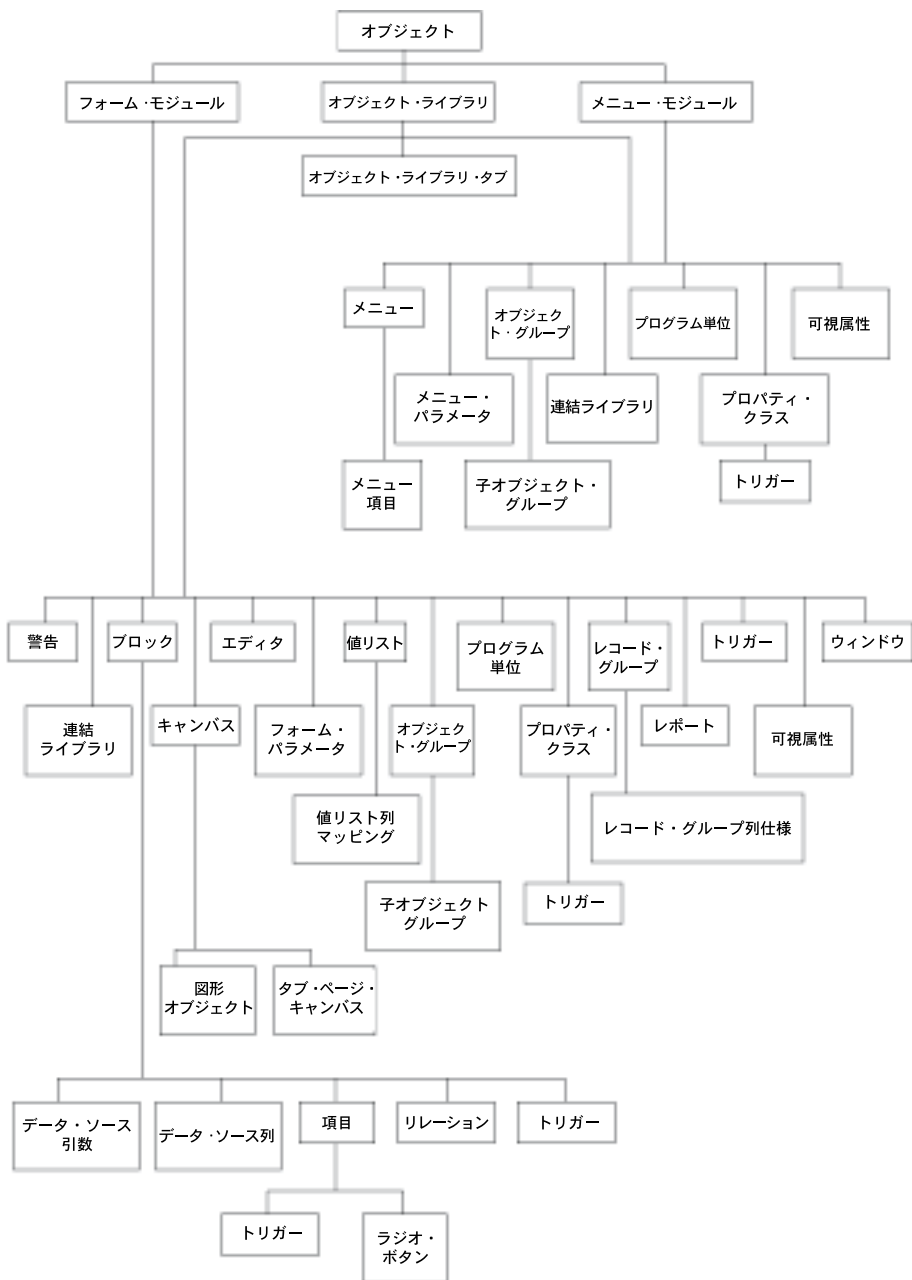 オブジェクト
フォーム・モジュール
オブジェクト・ライブラリ
メニュー・モジュール
オブジェクト・ライブラリ・タブ
メニュー
オブジェク
ト・グループ
プログラム単位
可視属性
メニュー・
パラメータ
連結ライブラリ
プロパティ・
クラス
メニュー
項目
子オブジェクト・
グループ
トリガー
警告
ブロック
エディタ
値リスト
プログラム
単位
レコード・
グループ
トリガー
ウィンドウ
連結
ライブラリ
キャンバス
フォーム・
パラメータ
オブジェク
ト・グループ
プロパティ・
クラス
レポート
可視属性
値リスト列
マッピング
レコード・グループ列仕様
子オブジェクト
グループ
トリガー
図形
オブジェクト
タブ・ページ・
キャンバス
データ・ソース
引数
データ・ソース列
項目
リレーション
トリガー
トリガー
ラジオ・
ボタン